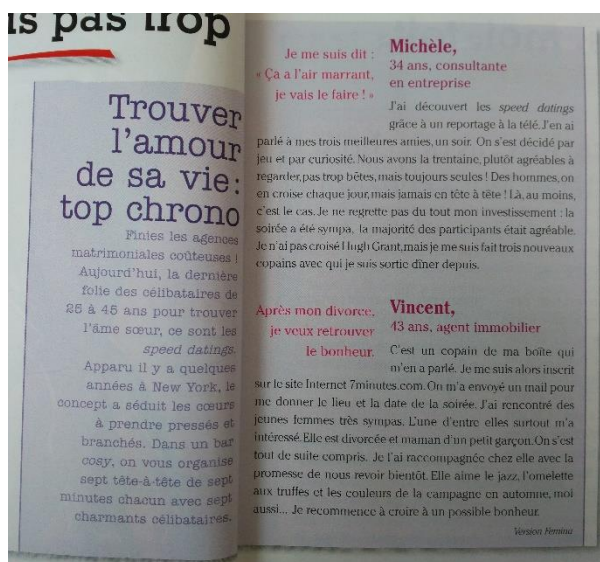 is pas trop
Trouver
l'amour
de sa vie :
top chrono
Finies les agences
matrimoniales coûteuses !
Aujourd'hui, la dernière
folie des célibataires de
25 à 45 ans pour trouver
l'âme sœur, ce sont les
speed datings.
Apparu il y a quelques
années à New York, le
concept a séduit les cœurs
à prendre pressés et
branchés. Dans un bar
cosy, on vous organise
sept tête-à-tête de sept
minutes chacun avec sept
charmants célibataires.
Je me suis dit :
« Ça a l'air marrant,
je vais le faire ! »
Michèle,
34 ans, consultante
en entreprise
J'ai découvert les speed datings
grâce à un reportage à la télé. J'en ai
parlé à mes trois meilleures amies, un soir. On s'est décidé par
jeu et par curiosité. Nous avons la trentaine, plutôt agréables à
regarder, pas trop bêtes, mais toujours seules ! Des hommes, on
en croise chaque jour, mais jamais en tête à tête ! Là, au moins,
c'est le cas. Je ne regrette pas du tout mon investissement : la
soirée a été sympa, la majorité des participants était agréable.
Je n'ai pas croisé Hugh Grant, mais je me suis fait trois nouveaux
copains avec qui je suis sortie dîner depuis.
Après mon divorce,
je veux retrouver
le bonheur.
Vincent,
43 ans, agent immobilier
C'est un copain de ma boîte qui
m'en a parlé. Je me suis alors inscrit
sur le site Internet 7minutes.com. On m'a envoyé un mail pour
me donner le lieu et la date de la soirée. J'ai rencontré des
jeunes femmes très sympas. L'une d'entre elles surtout m'a
intéressé. Elle est divorcée et maman d'un petit garçon. On s'est
tout de suite compris. Je l'ai raccompagnée chez elle avec la
promesse de nous revoir bientôt. Elle aime le jazz, l'omelette
aux truffes et les couleurs de la campagne en automne, moi
aussi... Je recommence à croire à un possible bonheur.
Version Femina